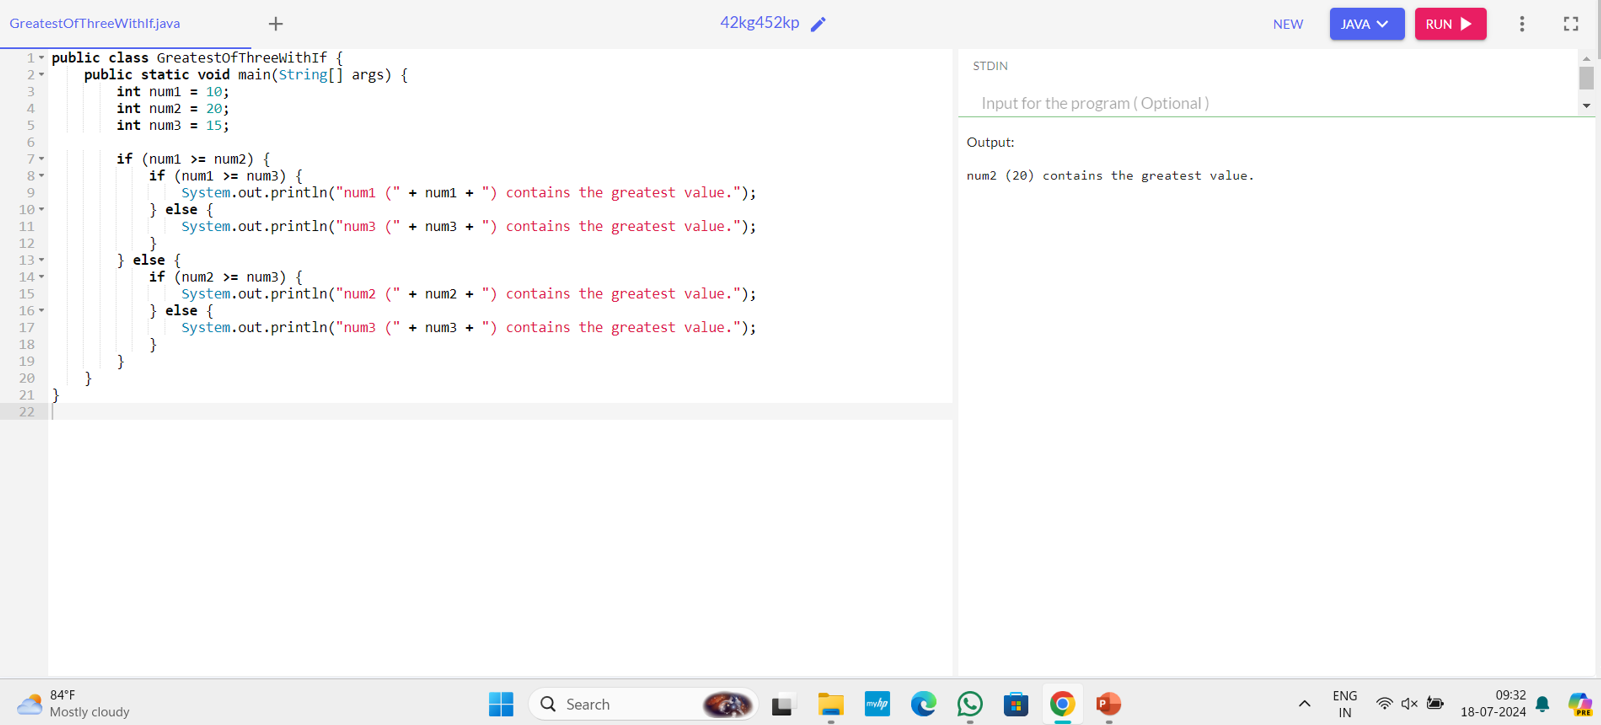 GreatestOfThreeWithIf.java + 42kg452kp NEW JAVA RUN
1 public class GreatestOfThreeWithIf {
2 public static void main(String[] args) {
3 int num1 = 10;
4 int num2 = 20;
5 int num3 = 15;
6
7 if (num1 >= num2) {
8 if (num1 >= num3) {
9 System.out.println("num1 (" + num1 + ") contains the greatest value.");
10 } else {
11 System.out.println("num3 (" + num3 + ") contains the greatest value.");
12 }
13 } else {
14 if (num2 >= num3) {
15 System.out.println("num2 (" + num2 + ") contains the greatest value.");
16 } else {
17 System.out.println("num3 (" + num3 + ") contains the greatest value.");
18 }
19 }
20 }
21 }
22
STDIN
Input for the program ( Optional )
Output:
num2 (20) contains the greatest value.
84°F
Mostly cloudy
Search
myhp
P
ENG
IN
09:32
18-07-2024
PRE